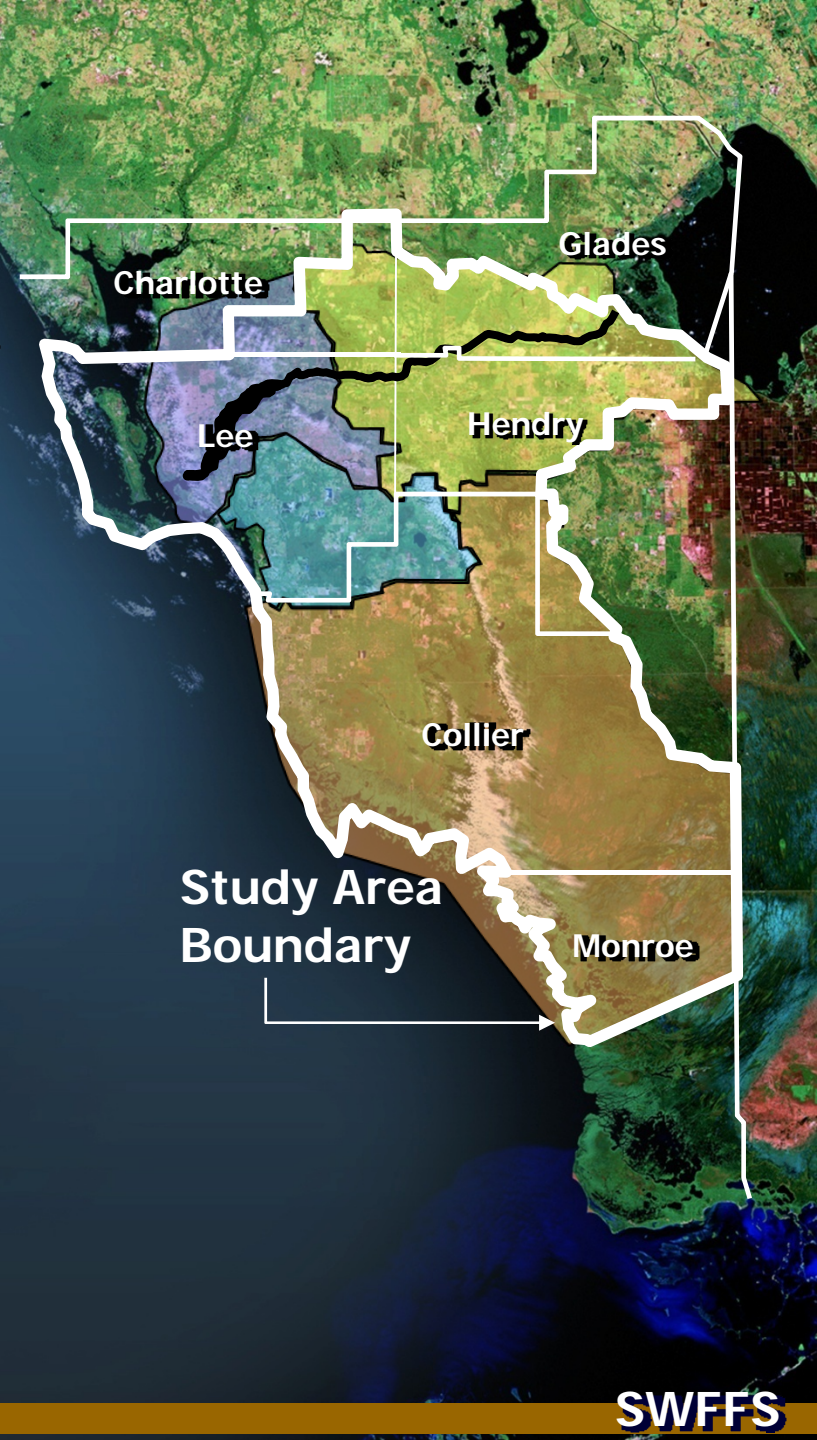 Glades
Charlotte
Hendry
Lee
Collier
Study Area
Boundary
Monroe
SWFFS